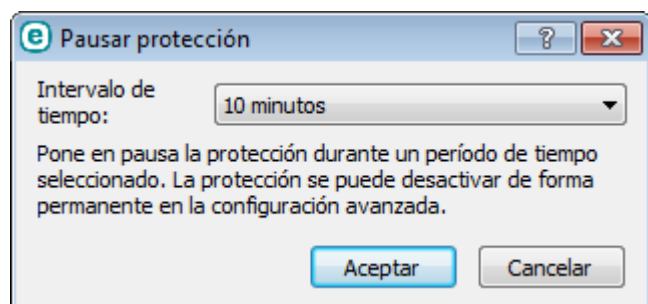 e Pausar protección ?
Intervalo de
tiempo:
10 minutos
Pone en pausa la protección durante un período de tiempo
seleccionado. La protección se puede desactivar de forma
permanente en la configuración avanzada.
Aceptar Cancelar